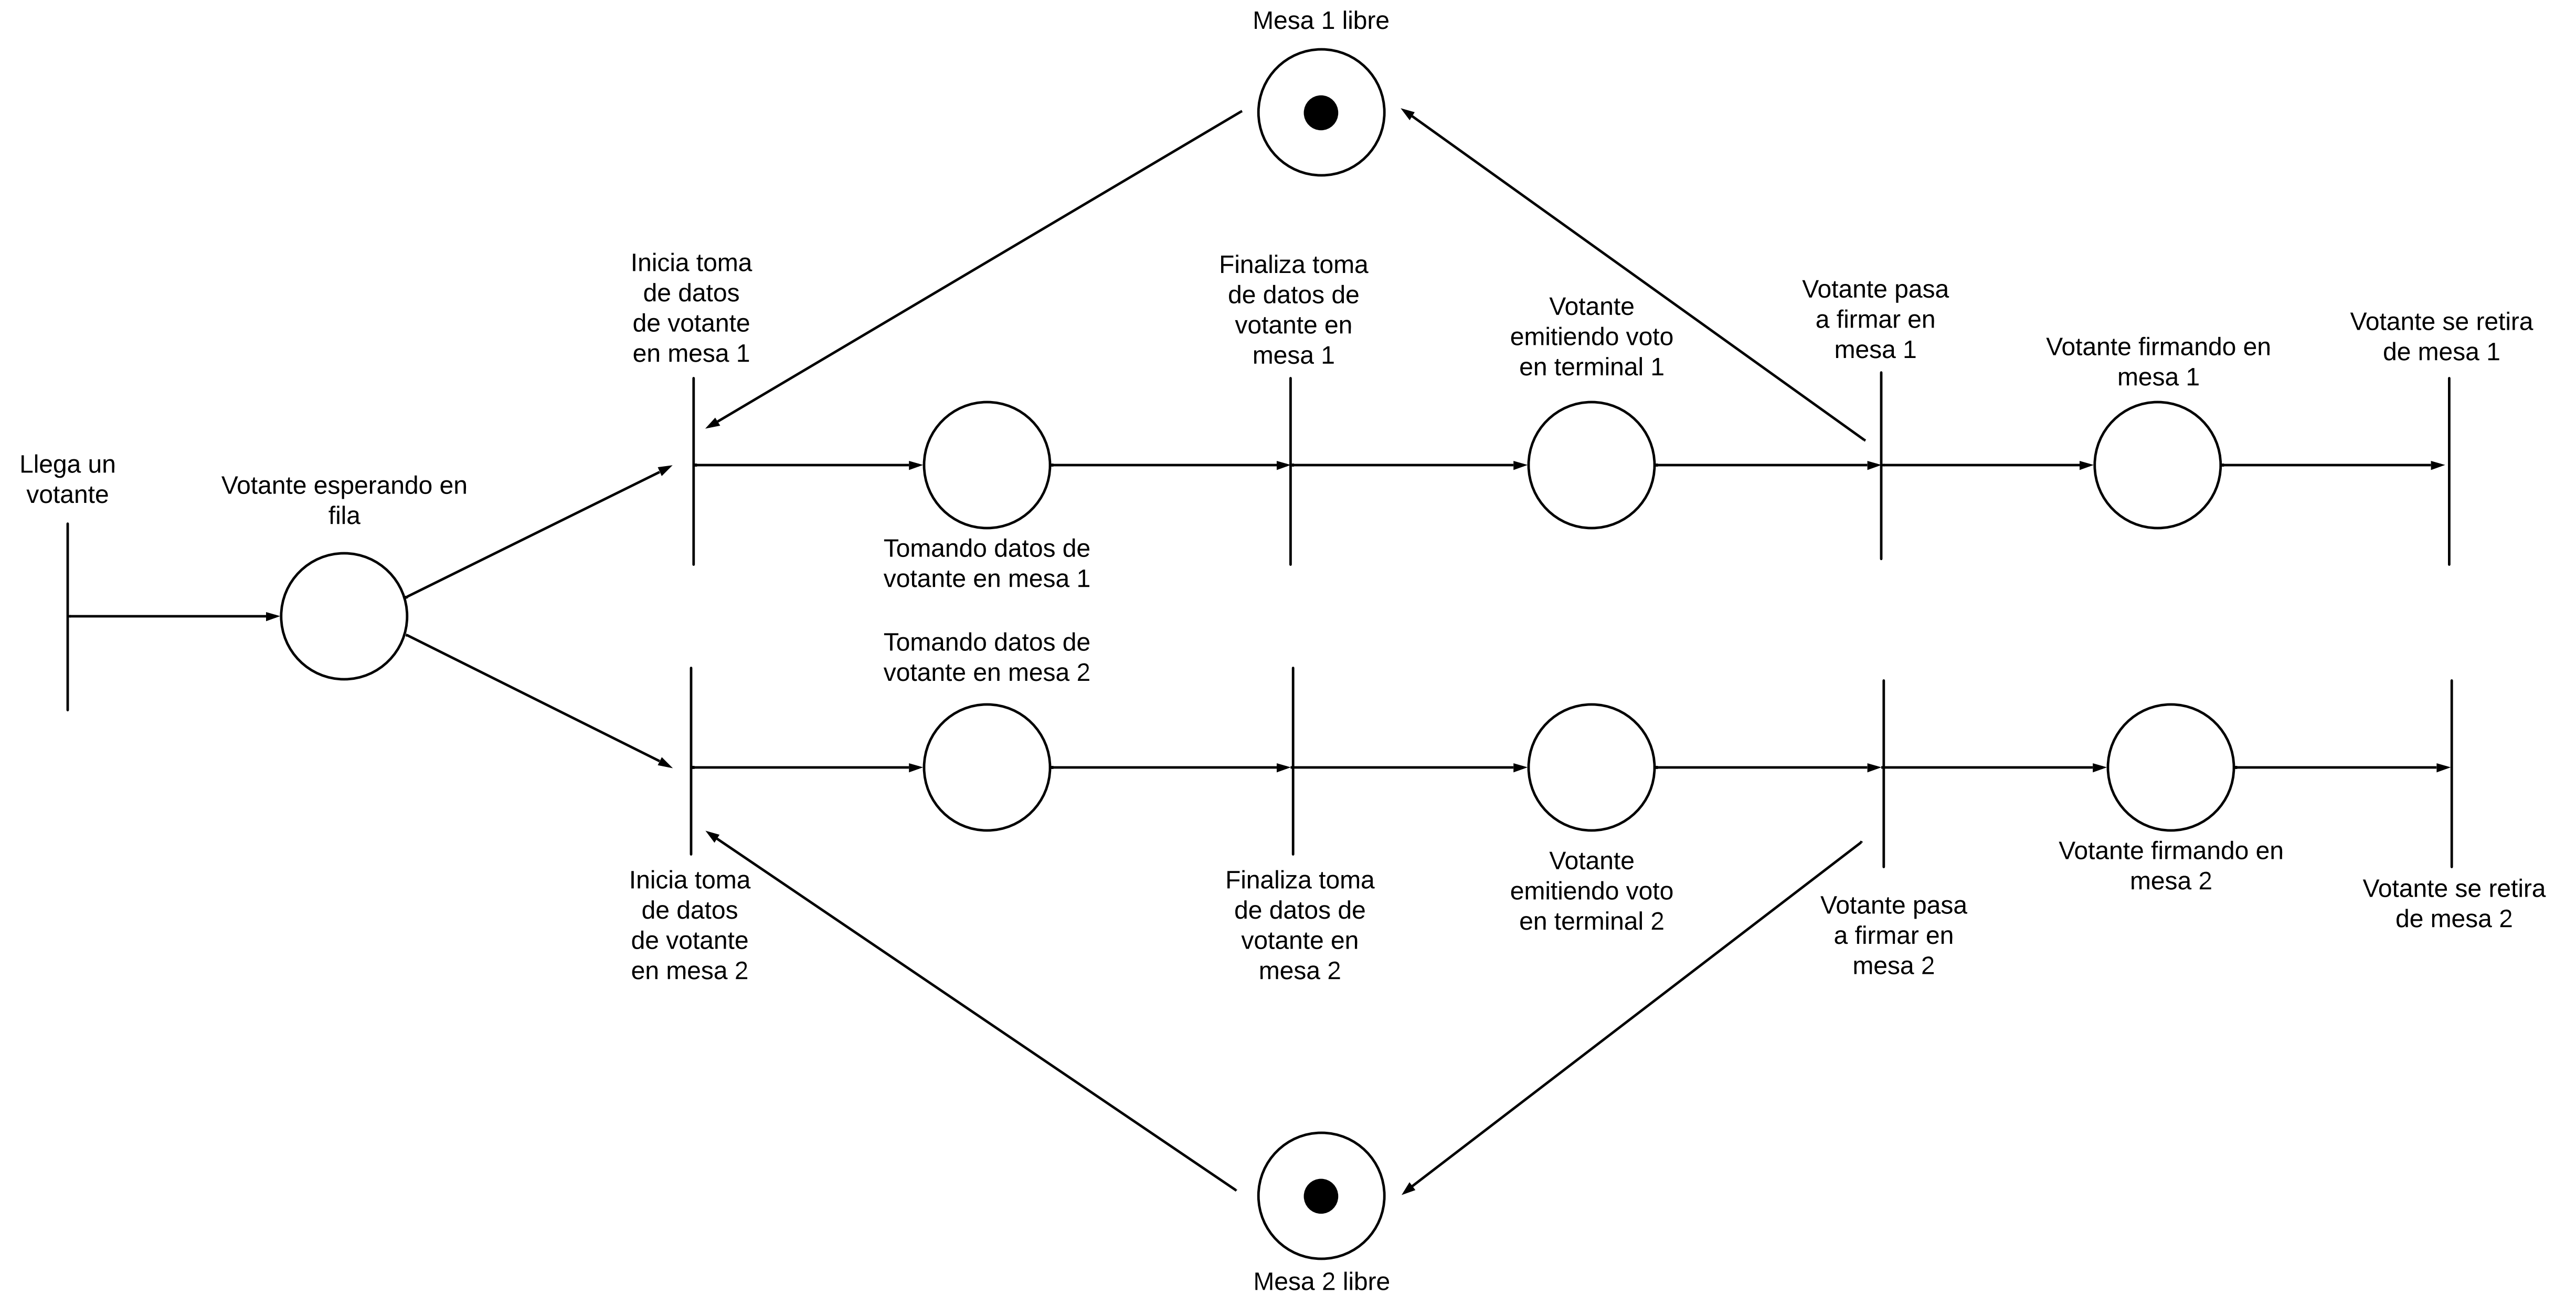 Mesa 1 libre
Inicia toma
de datos
de votante
en mesa 1
Finaliza toma
de datos de
votante en
mesa 1
Votante
emitiendo voto
en terminal 1
Votante pasa
a firmar en
mesa 1
Votante firmando en
mesa 1
Votante se retira
de mesa 1
Llega un
votante
Votante esperando en
fila
Tomando datos de
votante en mesa 1
Tomando datos de
votante en mesa 2
Inicia toma
de datos
de votante
en mesa 2
Finaliza toma
de datos de
votante en
mesa 2
Votante
emitiendo voto
en terminal 2
Votante pasa
a firmar en
mesa 2
Votante firmando en
mesa 2
Votante se retira
de mesa 2
Mesa 2 libre